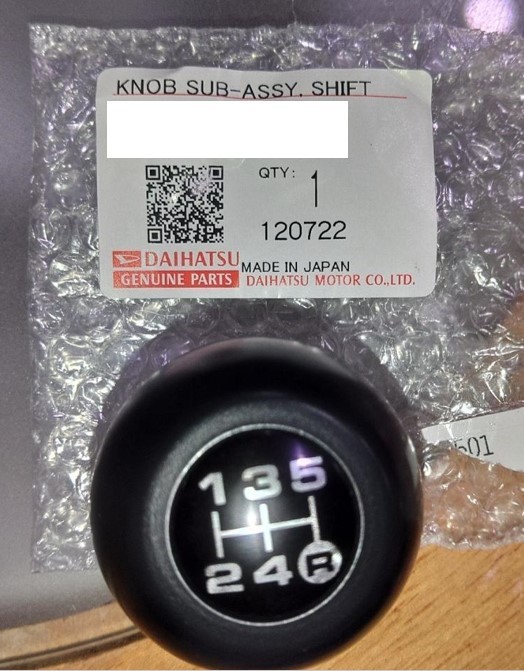 KNOB SUB-ASSY, SHIFT
QTY: 1
120722
DAIHATSU
GENUINE PARTS
MADE IN JAPAN
DAIHATSU MOTOR CO.,LTD.
501
1 3 5
2 4 R